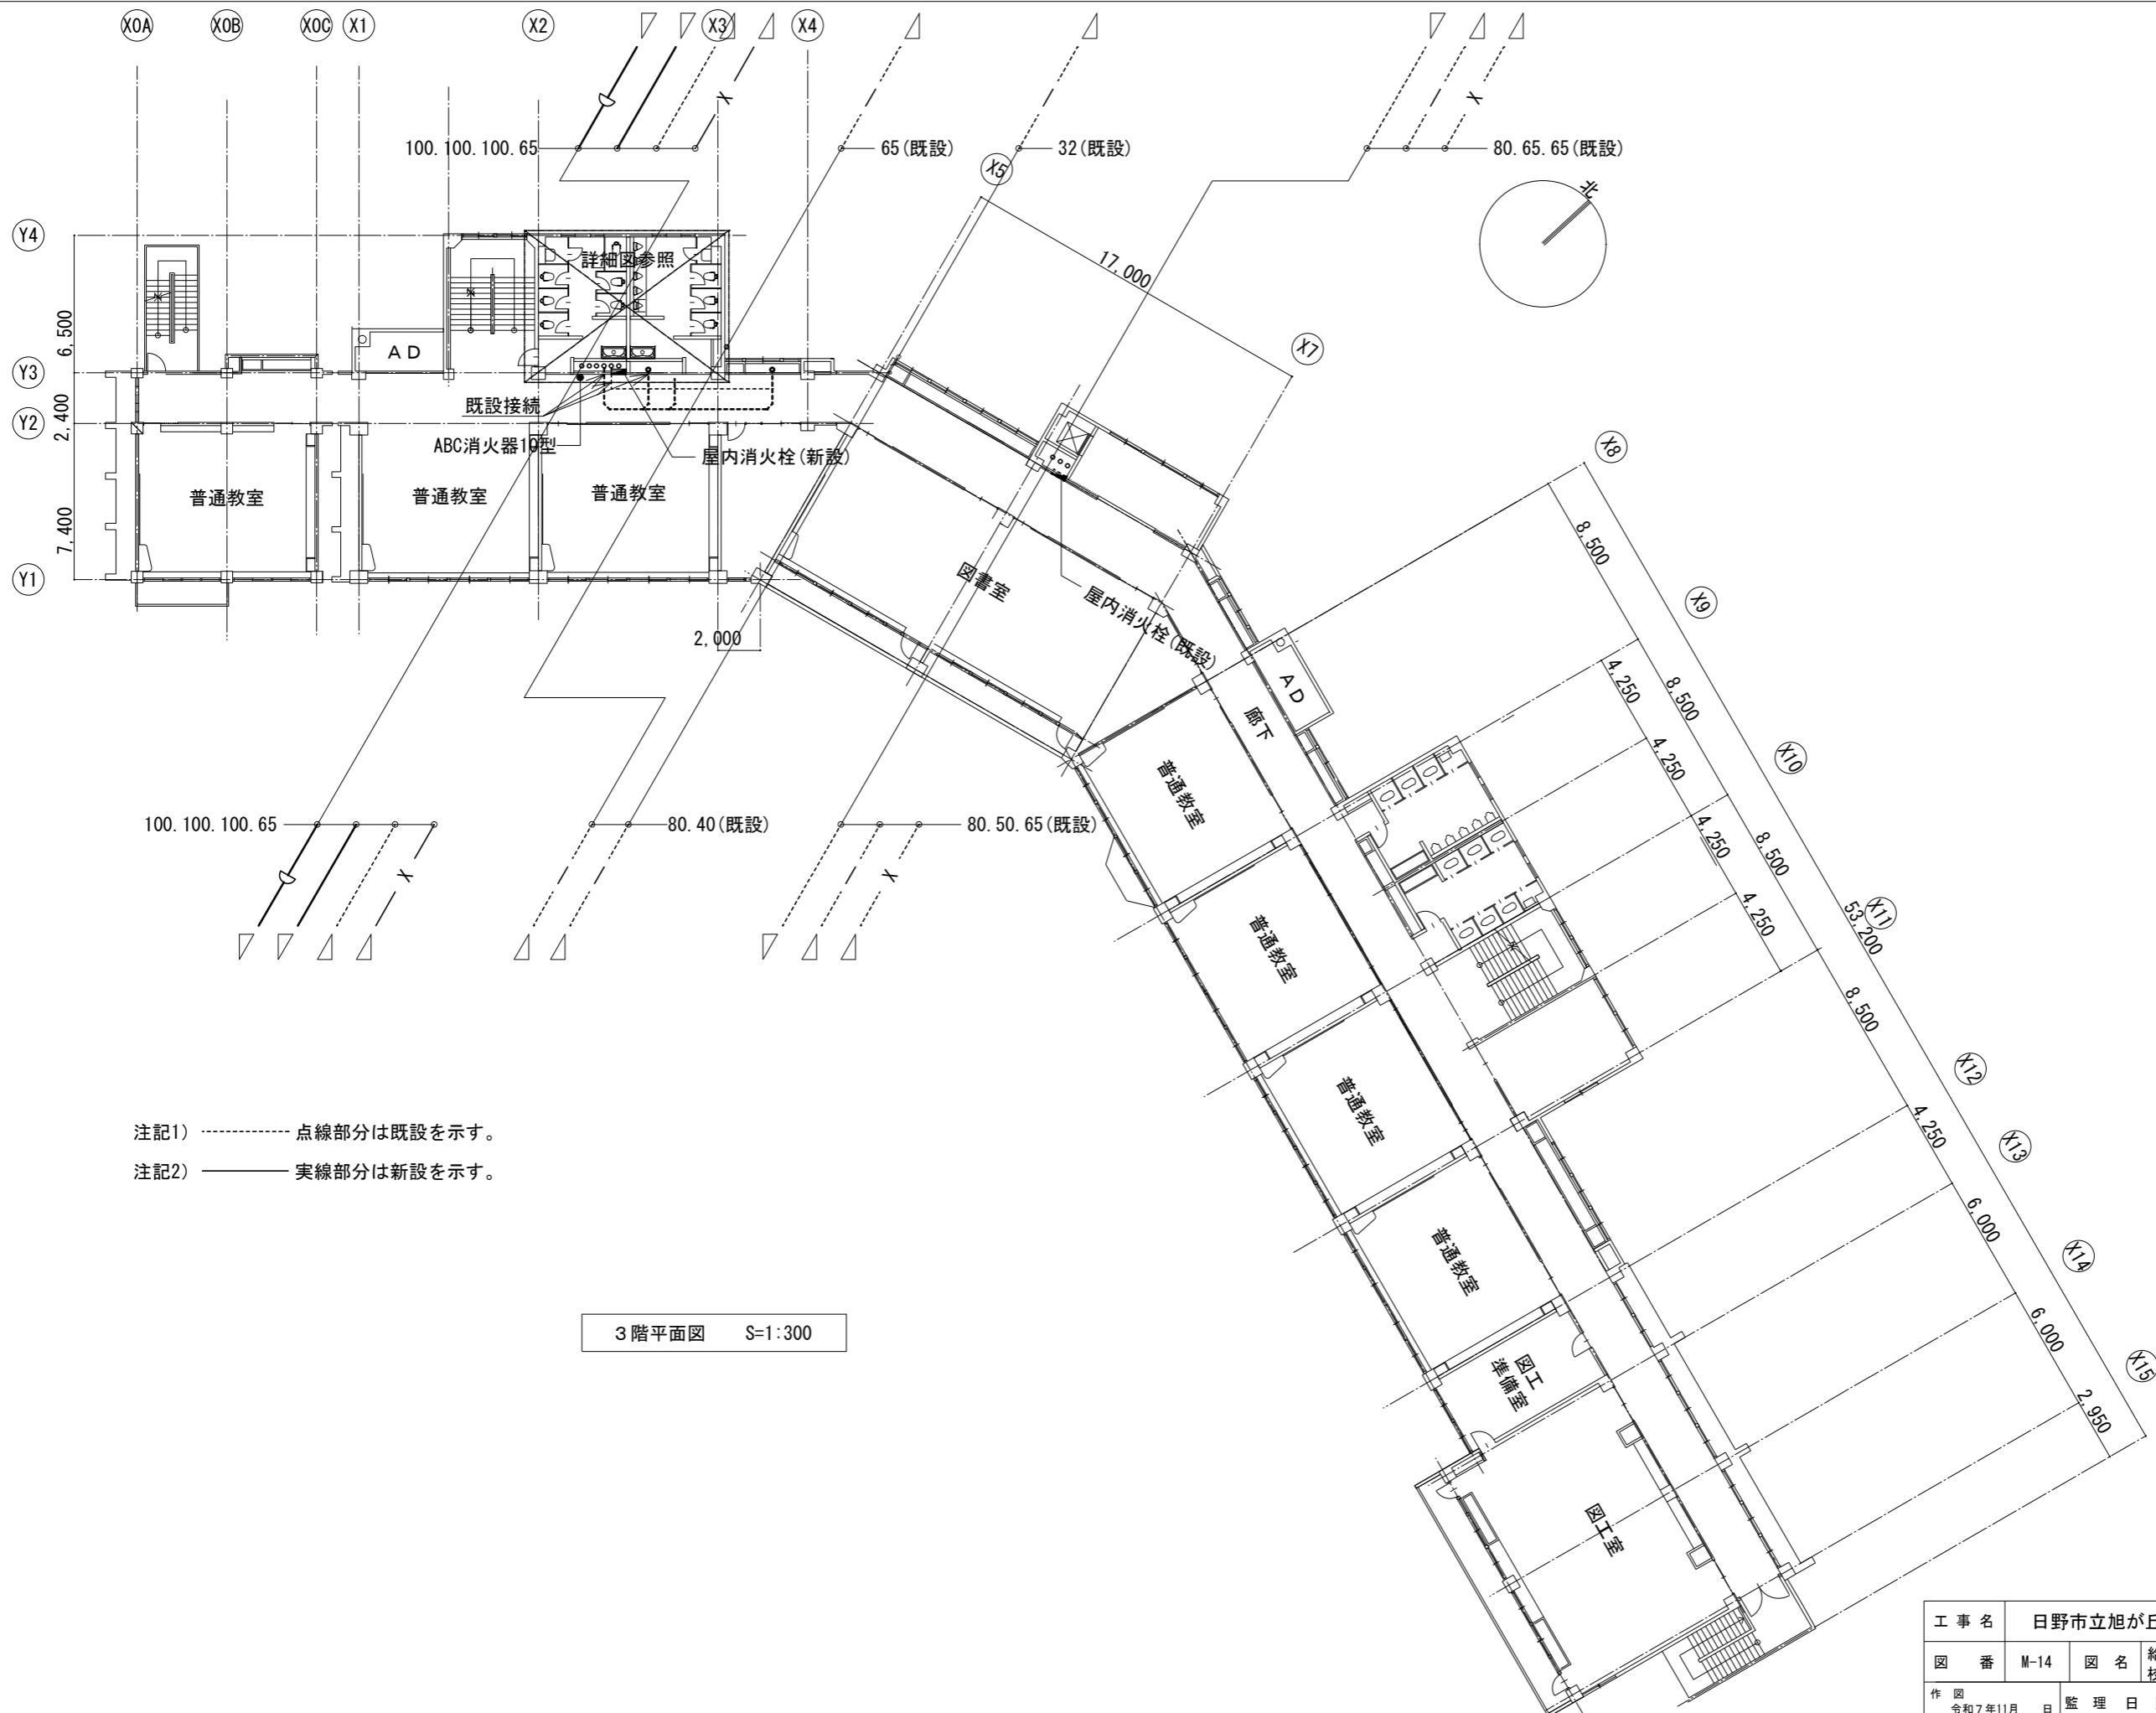 X0A
X0B
X0C
X1
X2
X3
X4
100.100.100.65
65(既設)
32(既設)
80.65.65(既設)
X5
北
Y4
詳細図参照
17,000
6,500
AD
X7
Y3
2,400
既設接続
Y2
ABC消火器10型
屋内消火栓(新設)
X8
普通教室
普通教室
普通教室
7,400
8,500
Y1
図書室
屋内消火栓(既設)
X9
2,000
4,250
8,500
AD
廊下
4,250
X10
普通教室
100.100.100.65
80.40(既設)
80.50.65(既設)
4,250
8,500
4,250
X11
53,200
普通教室
8,500
X12
普通教室
4,250
X13
注記1) 点線部分は既設を示す。
注記2) 実線部分は新設を示す。
6,000
X14
普通教室
3階平面図 S=1:300
6,000
X15
図工
準備室
2,950
図工室
工事名 日野市立旭が丘
図番 M-14 図名
作図
令和7年11月 日
監理 日